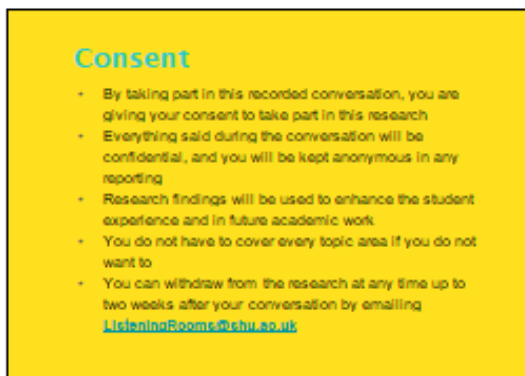 Consent
• By taking part in this recorded conversation, you are
giving your consent to take part in this research
• Everything said during the conversation will be
confidential, and you will be kept anonymous in any
reporting
• Research findings will be used to enhance the student
experience and in future academic work
• You do not have to cover every topic area if you do not
want to
• You can withdraw from the research at any time up to
two weeks after your conversation by emailing
ListeningRooms@shu.ac.uk